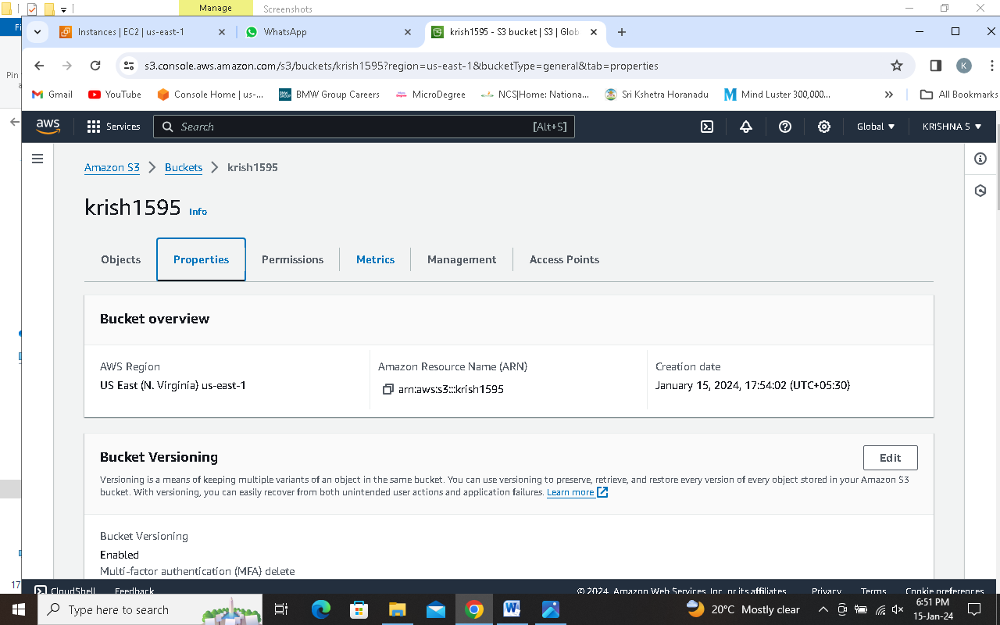 Manage
Screenshots
Fi
Instances | EC2 | us-east-1
WhatsApp
krish1595 - S3 bucket | S3 | Glob
Pin
s3.console.aws.amazon.com/s3/buckets/krish1595?region=us-east-1&bucketType=general&tab=properties
K
Gmail
YouTube
Console Home | us-...
BMW Group Careers
MicroDegree
NCS|Home: Nationa...
Sri Kshetra Horanadu
Mind Luster 300,000...
All Bookmarks
aws
Services
Search
[Alt+S]
Global
KRISHNA S
Amazon S3
Buckets
krish1595
krish1595 Info
Objects
Properties
Permissions
Metrics
Management
Access Points
Bucket overview
AWS Region
US East (N. Virginia) us-east-1
Amazon Resource Name (ARN)
arn:aws:s3:::krish1595
Creation date
January 15, 2024, 17:54:02 (UTC+05:30)
Bucket Versioning
Edit
Versioning is a means of keeping multiple variants of an object in the same bucket. You can use versioning to preserve, retrieve, and restore every version of every object stored in your Amazon S3
bucket. With versioning, you can easily recover from both unintended user actions and application failures. Learn more
Bucket Versioning
Enabled
Multi-factor authentication (MFA) delete
17
CloudShell
Feedback
© 2024, Amazon Web Services, Inc. or its affiliates.
Privacy
Terms
Cookie preferences
Type here to search
20°C Mostly clear
6:51 PM
15-Jan-24